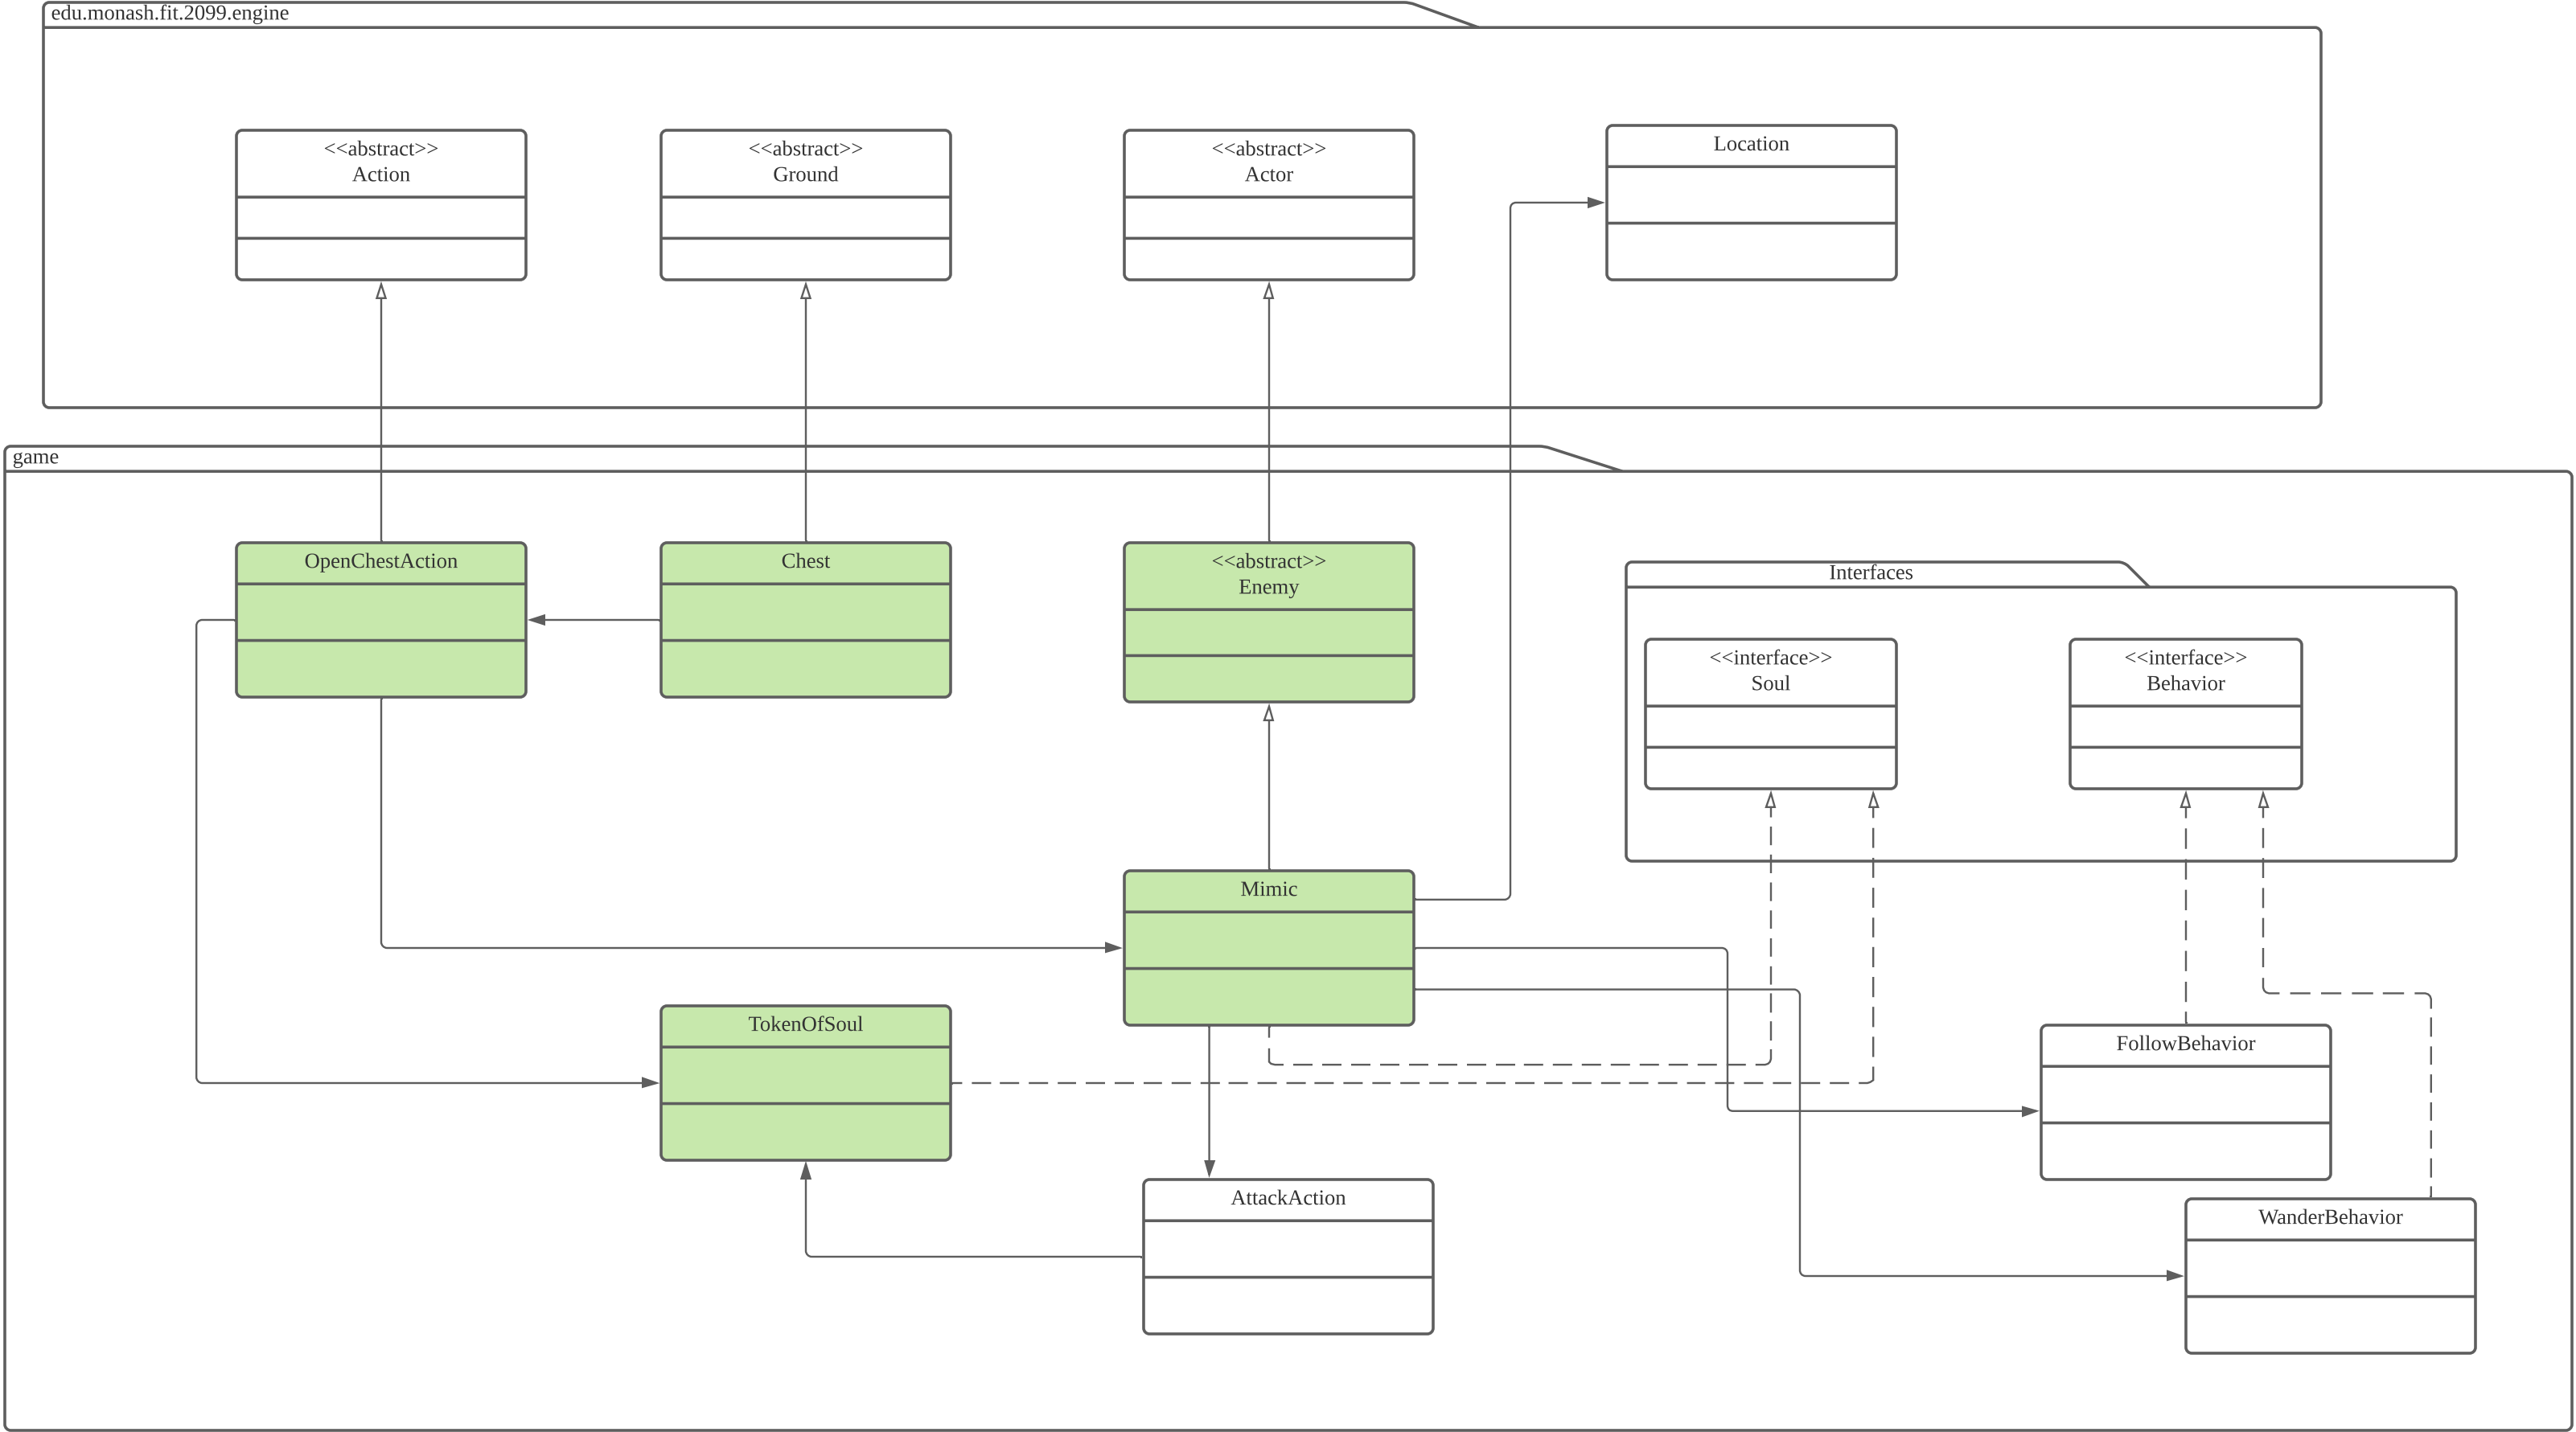 edu.monash.fit.2099.engine
<<abstract>>
Action
<<abstract>>
Ground
<<abstract>>
Actor
Location
game
OpenChestAction
Chest
<<abstract>>
Enemy
Interfaces
<<interface>>
Soul
<<interface>>
Behavior
Mimic
TokenOfSoul
FollowBehavior
AttackAction
WanderBehavior